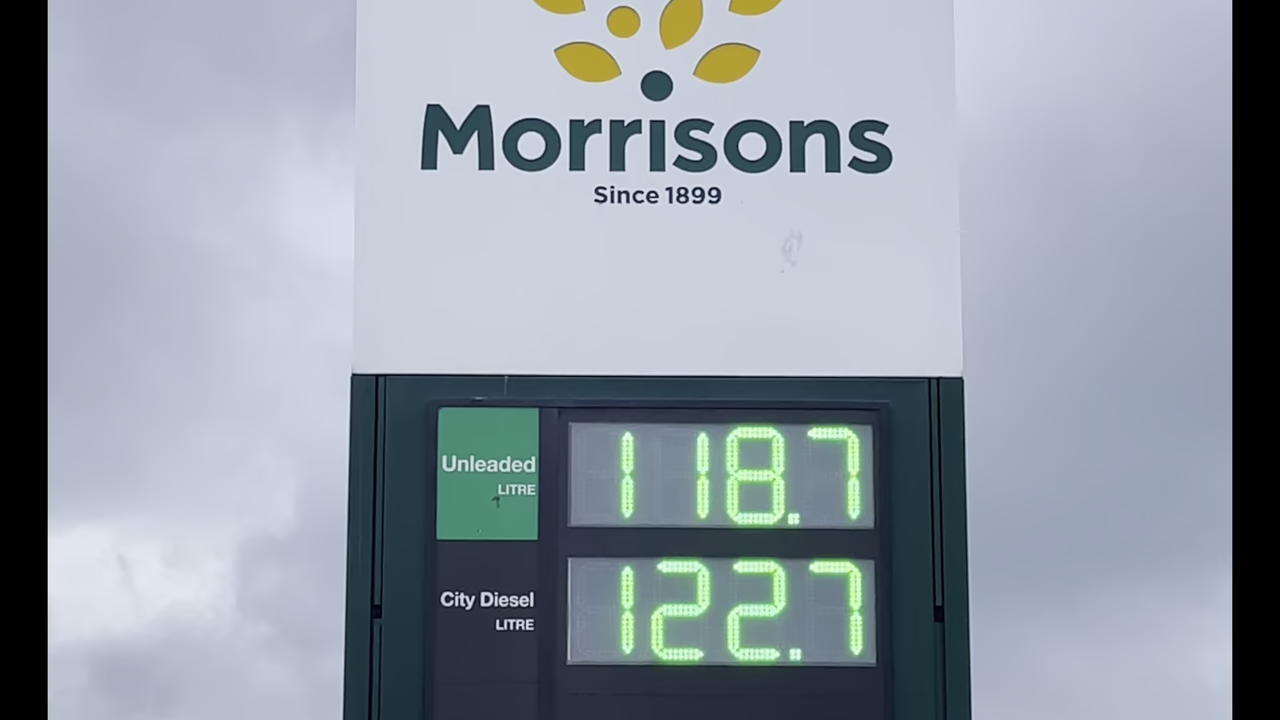 Morrisons
Since 1899
Unleaded
LITRE
118.7
City Diesel
LITRE
122.7